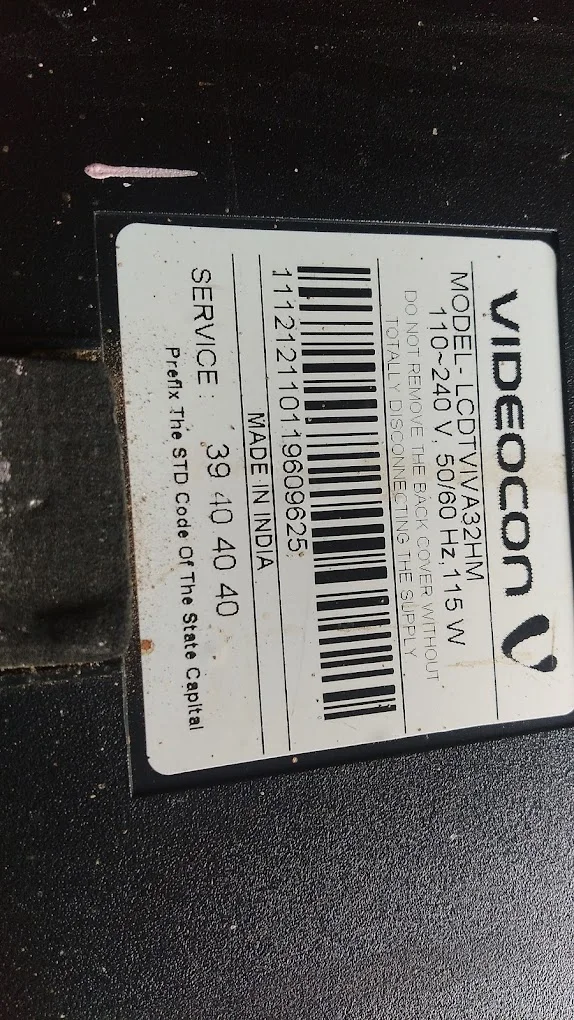 VIDEOCON
MODEL- LCDTVIVA32HM
110~240 V. 50/60 Hz, 115 W
DO NOT REMOVE THE BACK COVER WITHOUT
TOTALLY DISCONNECTING THE SUPPLY
111212110119609625
MADE IN INDIA
SERVICE : 39 40 40 40
Prefix The STD Code Of The State Capital